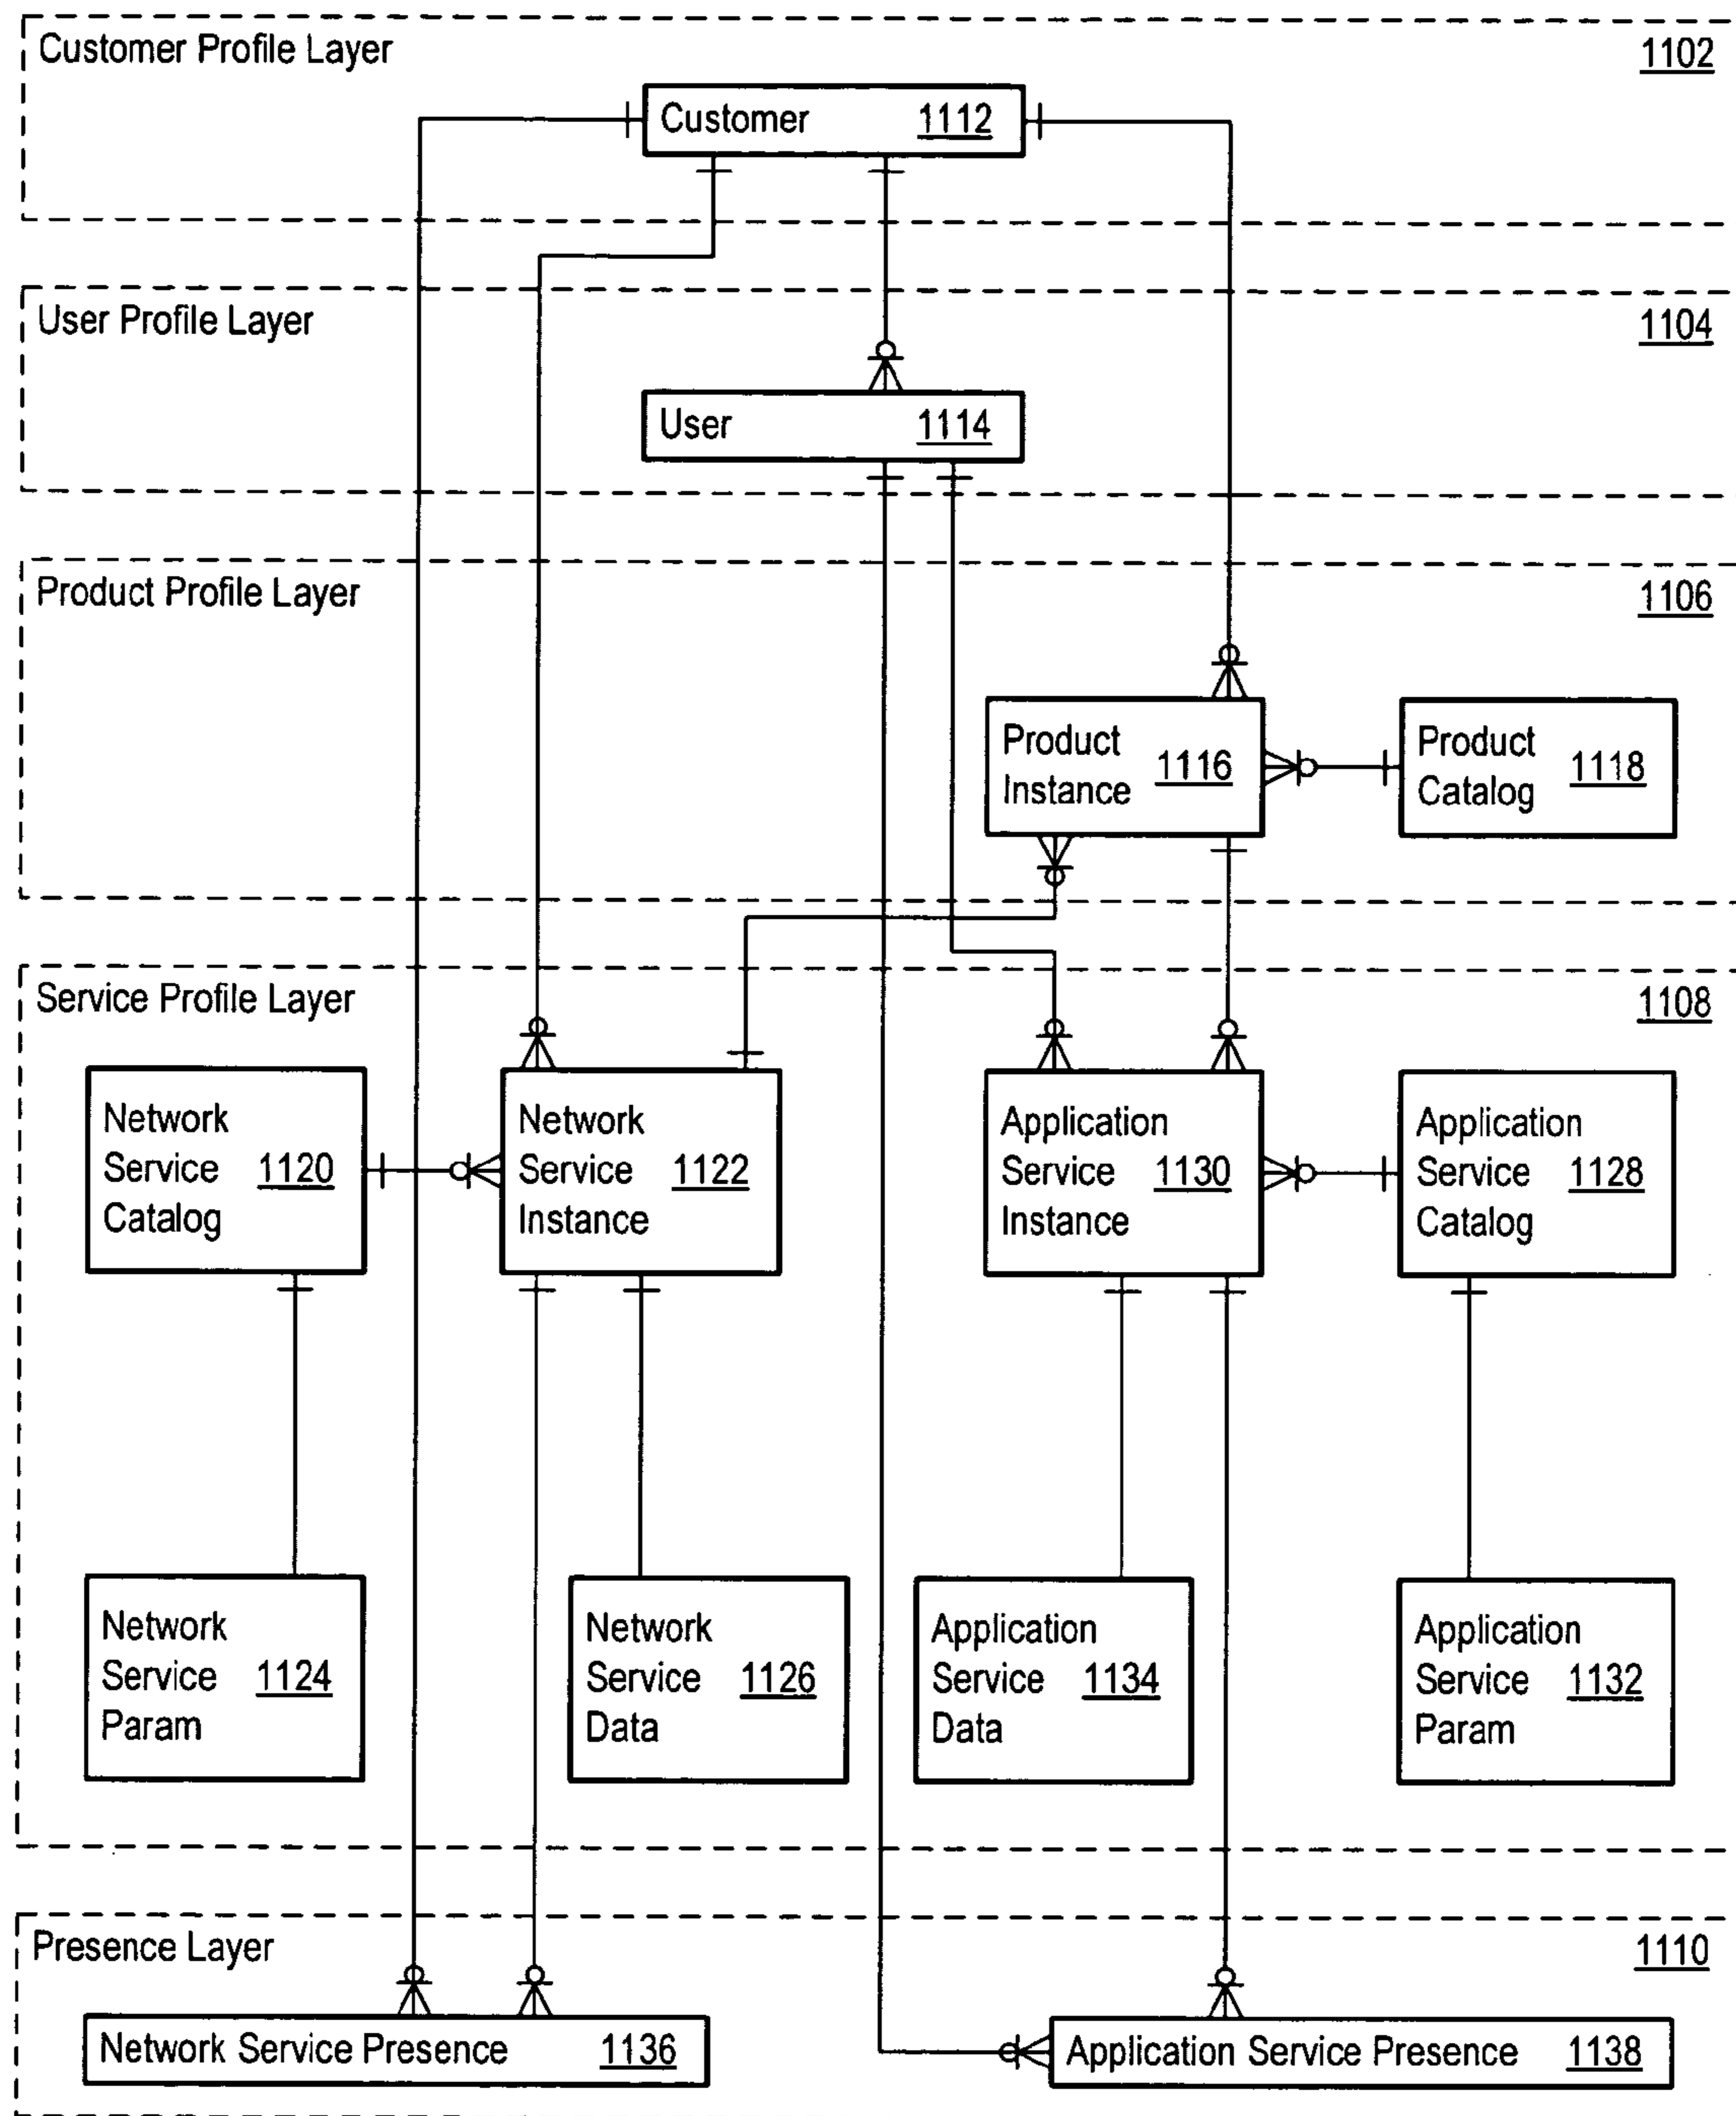 Customer Profile Layer 1102
Customer 1112
User Profile Layer 1104
User 1114
Product Profile Layer 1106
Product
Instance 1116
Product
Catalog 1118
Service Profile Layer 1108
Network
Service 1120
Catalog
Network
Service 1122
Instance
Application
Service 1130
Instance
Application
Service 1128
Catalog
Network
Service 1124
Param
Network
Service 1126
Data
Application
Service 1134
Data
Application
Service 1132
Param
Presence Layer 1110
Network Service Presence 1136
Application Service Presence 1138